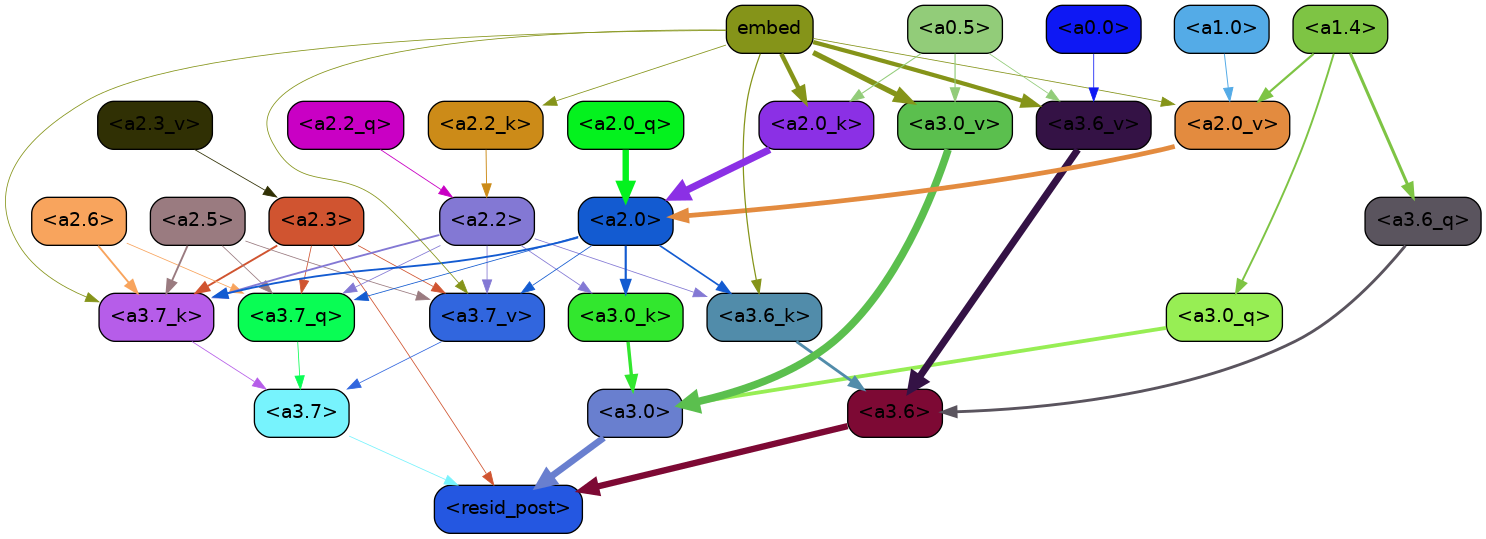 embed
<a0.5>
<a0.0>
<a1.0>
<a1.4>
<a2.3_v>
<a2.2_q>
<a2.2_k>
<a2.0_q>
<a2.0_k>
<a3.0_v>
<a3.6_v>
<a2.0_v>
<a2.6>
<a2.5>
<a2.3>
<a2.2>
<a2.0>
<a3.6_q>
<a3.7_k>
<a3.7_q>
<a3.7_v>
<a3.0_k>
<a3.6_k>
<a3.0_q>
<a3.7>
<a3.0>
<a3.6>
<resid_post>